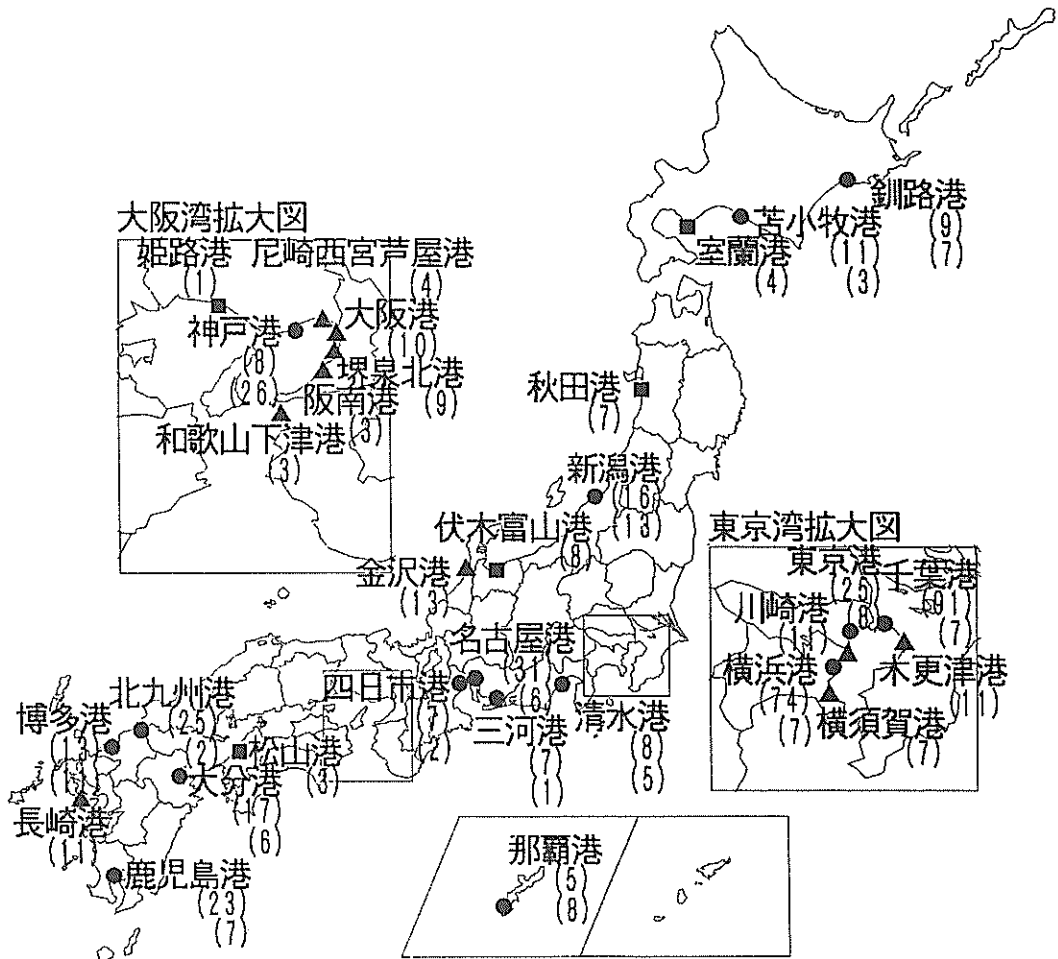 釧路港
(9)
(7)
苫小牧港
(11)
(3)
室蘭港
(4)
大阪湾拡大図
姫路港
(1)
尼崎西宮芦屋港
(4)
神戸港
(8)
(26)
大阪港
(10)
堺泉北港
(9)
阪南港
(3)
和歌山下津港
(3)
秋田港
(7)
新潟港
(16)
(13)
伏木富山港
(8)
金沢港
(13)
東京湾拡大図
東京港
(25)
(8)
千葉港
(91)
(7)
川崎港
(11)
横浜港
(74)
(7)
木更津港
(11)
横須賀港
(7)
名古屋港
(31)
(6)
四日市港
三河港
(7)
(1)
清水港
(8)
(5)
北九州港
(25)
(2)
博多港
(13)
松山港
(3)
大分港
(17)
(6)
長崎港
(11)
鹿児島港
(23)
(7)
那覇港
(5)
(8)